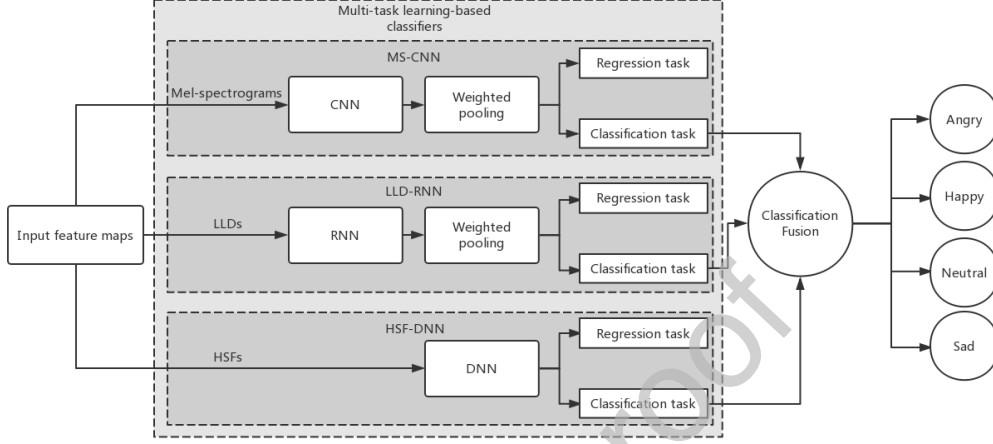 Multi-task learning-based
classifiers
MS-CNN
Mel-spectrograms
CNN
Weighted
pooling
Regression task
Classification task
LLD-RNN
Input feature maps
LLDs
RNN
Weighted
pooling
Regression task
Classification task
HSF-DNN
HSFs
DNN
Regression task
Classification task
Classification
Fusion
Angry
Happy
Neutral
Sad
roof